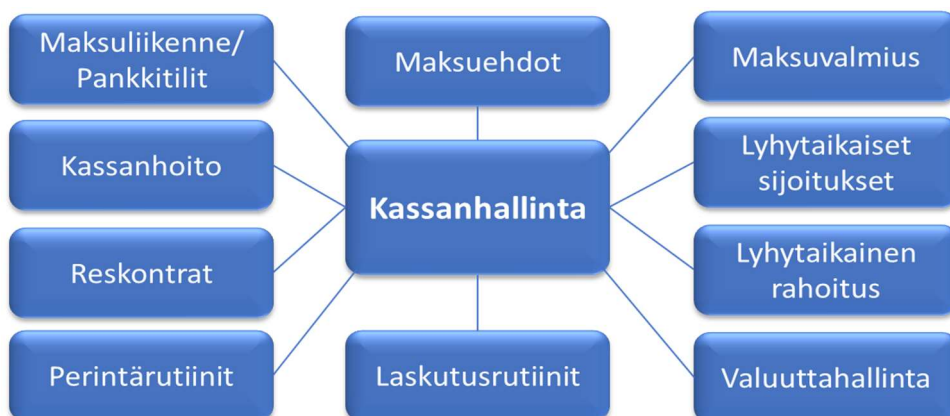 Maksuliikenne/
Pankkitilit
Maksuehdot
Maksuvalmius
Kassanhoito
Kassanhallinta
Lyhytaikaiset
sijoitukset
Reskontrat
Lyhytaikainen
rahoitus
Perintärutiinit
Laskutusrutiinit
Valuuttahallinta